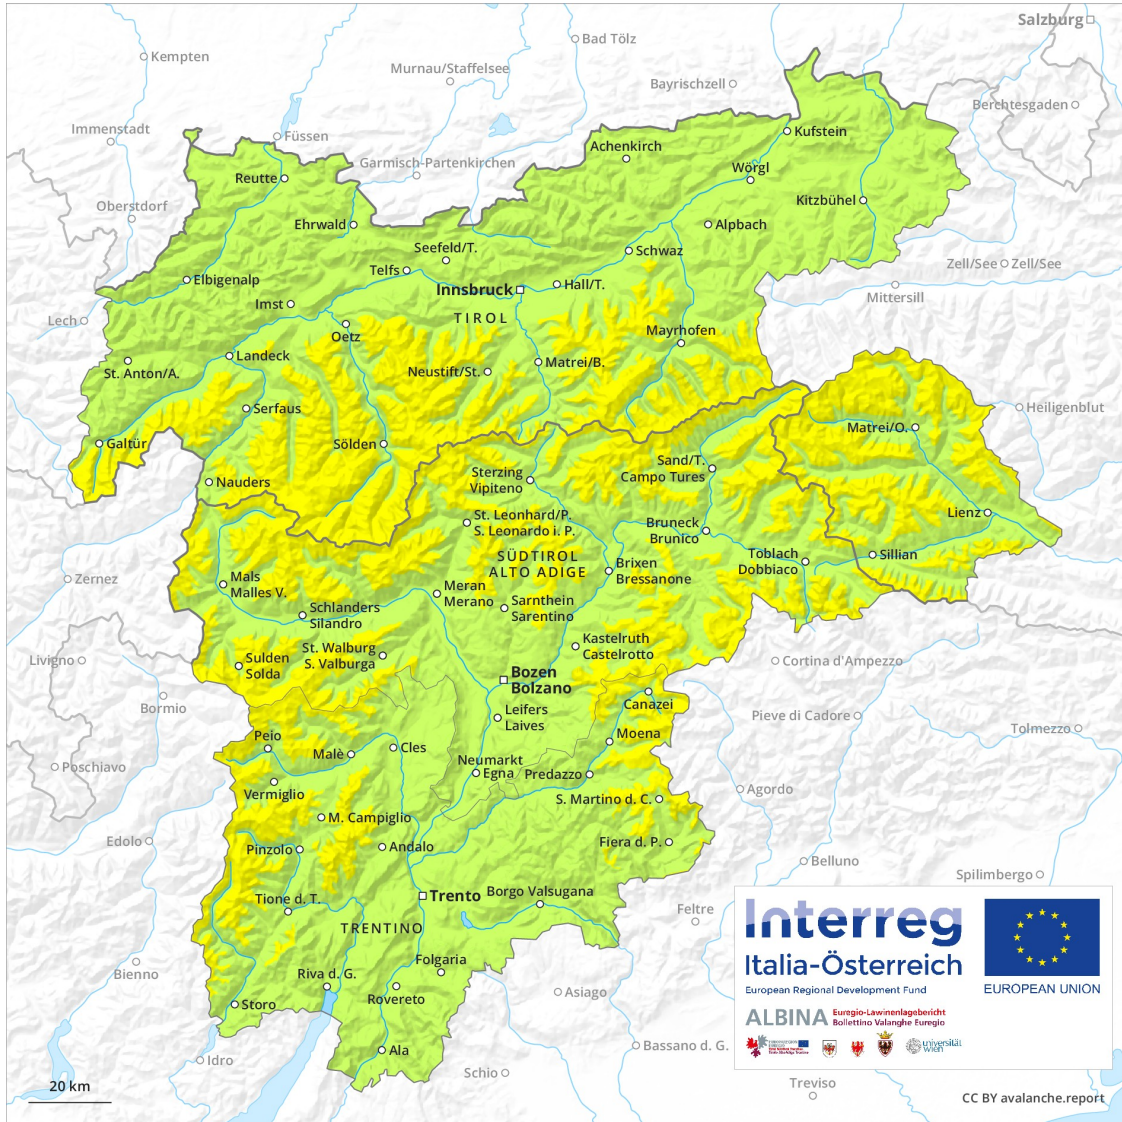 Salzburg
Bad Tölz
Kempten
Murnau/Staffelsee
Bayrischzell
Berchtesgaden
Immenstadt
Füssen
Kufstein
Achenkirch
Garmisch-Partenkirchen
Wörgl
Reutte
Kitzbühel
Oberstdorf
Ehrwald
Alpbach
Seefeld/T.
Schwaz
Telfs
Zell/See
Zell/See
Elbigenalp
Innsbruck
Hall/T.
Mittersill
Imst
TIROL
Lech
Oetz
Mayrhofen
Landeck
Matrei/B.
St. Anton/A.
Neustift/St.
Serfaus
Heiligenblut
Matrei/O.
Galtür
Sölden
Sand/T.
Campo Tures
Sterzing
Vipiteno
Nauders
St. Leonhard/P.
S. Leonardo i. P.
Bruneck
Brunico
Lienz
SÜDTIROL
ALTO ADIGE
Toblach
Dobbiaco
Sillian
Brixen
Bressanone
Zernez
Mals
Malles V.
Meran
Merano
Sarnthein
Sarentino
Schlanders
Silandro
Kastelruth
Castelrotto
St. Walburg
S. Valburga
Livigno
Sulden
Solda
Cortina d'Ampezzo
Bozen
Bolzano
Bormio
Canazei
Leifers
Laives
Pieve di Cadore
Tolmezzo
Peio
Moena
Malè
Cles
Neumarkt
Egna
Predazzo
Poschiavo
Vermiglio
Agordo
S. Martino d. C.
M. Campiglio
Edolo
Pinzolo
Andalo
Fiera d. P.
Belluno
Spilimbergo
Trento
Borgo Valsugana
Tione d. T.
Feltre
TRENTINO
Interreg
Italia-Österreich
European Regional Development Fund
EUROPEAN UNION
Folgaria
Bienno
Riva d. G.
Rovereto
Asiago
Storo
ALBINA
Euregio-Lawinenlagebericht
Bollettino Valanghe Euregio
universität
wien
Ala
Idro
Bassano d. G.
Schio
Treviso
20 km
CC BY avalanche.report